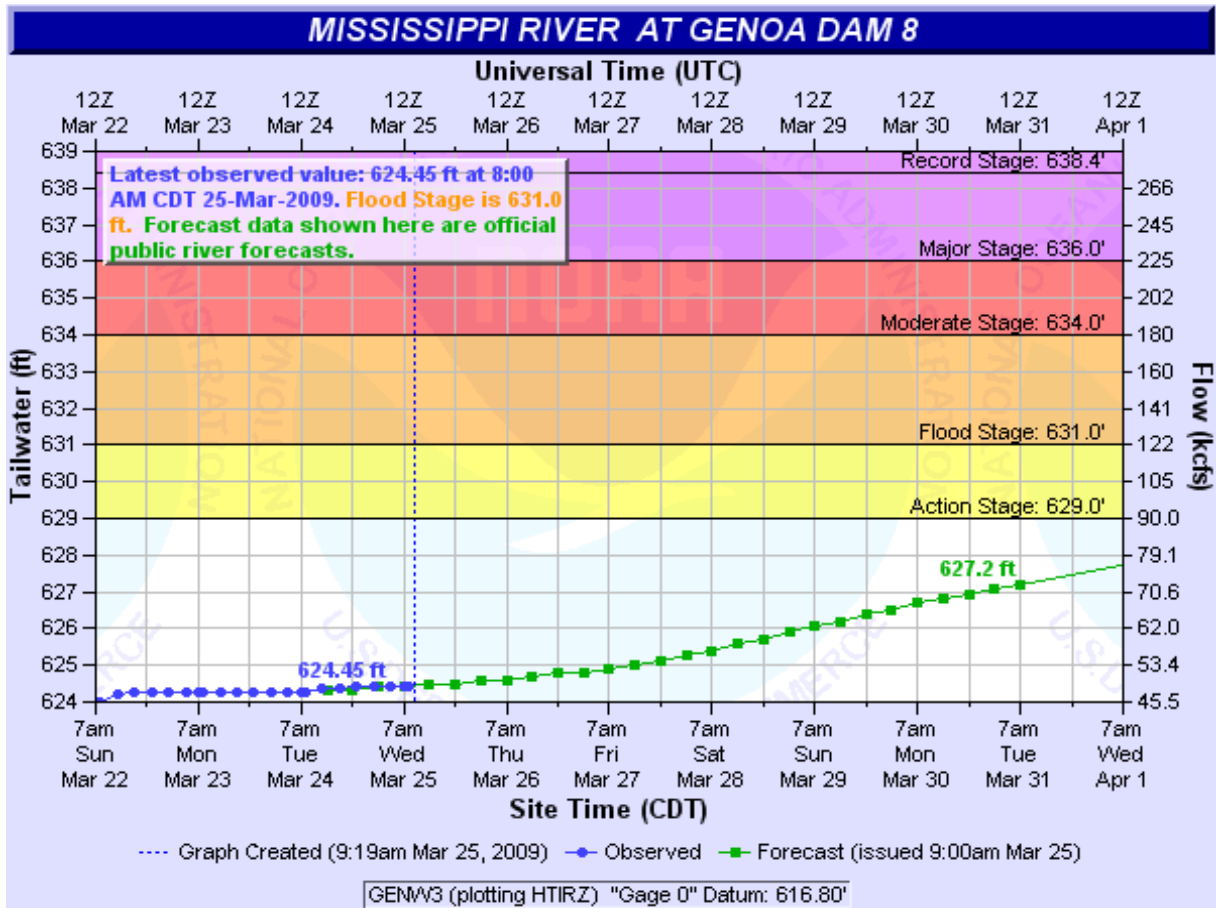 MISSISSIPPI RIVER AT GENOA DAM 8
Universal Time (UTC)
12Z 12Z 12Z 12Z 12Z 12Z 12Z 12Z 12Z 12Z 12Z
Mar 22 Mar 23 Mar 24 Mar 25 Mar 26 Mar 27 Mar 28 Mar 29 Mar 30 Mar 31 Apr 1
Latest observed value: 624.45 ft at 8:00
AM CDT 25-Mar-2009. Flood Stage is 631.0
ft. Forecast data shown here are official
public river forecasts.
Record Stage: 638.4'
Major Stage: 636.0'
Moderate Stage: 634.0'
Flood Stage: 631.0'
Action Stage: 629.0'
Tailwater (ft)
639
638
637
636
635
634
633
632
631
630
629
628
627
626
625
624
Flow (kcfs)
266
245
225
202
180
160
141
122
105
90.0
79.1
70.6
62.0
53.4
45.5
NOAA
624.45 ft
627.2 ft
7am 7am 7am 7am 7am 7am 7am 7am 7am 7am 7am
Sun Mon Tue Wed Thu Fri Sat Sun Mon Tue Wed
Mar 22 Mar 23 Mar 24 Mar 25 Mar 26 Mar 27 Mar 28 Mar 29 Mar 30 Mar 31 Apr 1
Site Time (CDT)
Graph Created (9:19am Mar 25, 2009) Observed Forecast (issued 9:00am Mar 25)
GENW3 (plotting HTIRZ) "Gage 0" Datum: 616.80'